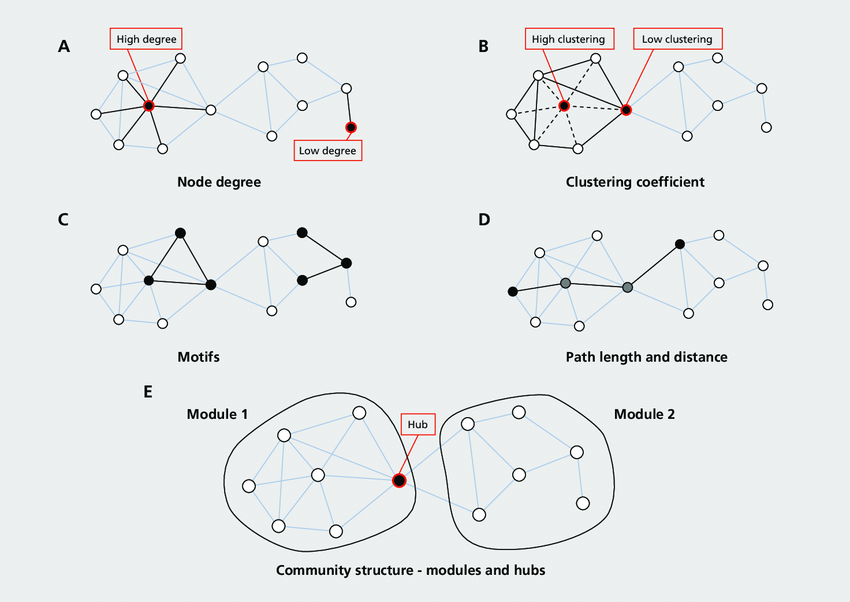 A
High degree
Low degree
Node degree
B
High clustering
Low clustering
Clustering coefficient
C
Motifs
D
Path length and distance
E
Module 1
Hub
Module 2
Community structure - modules and hubs